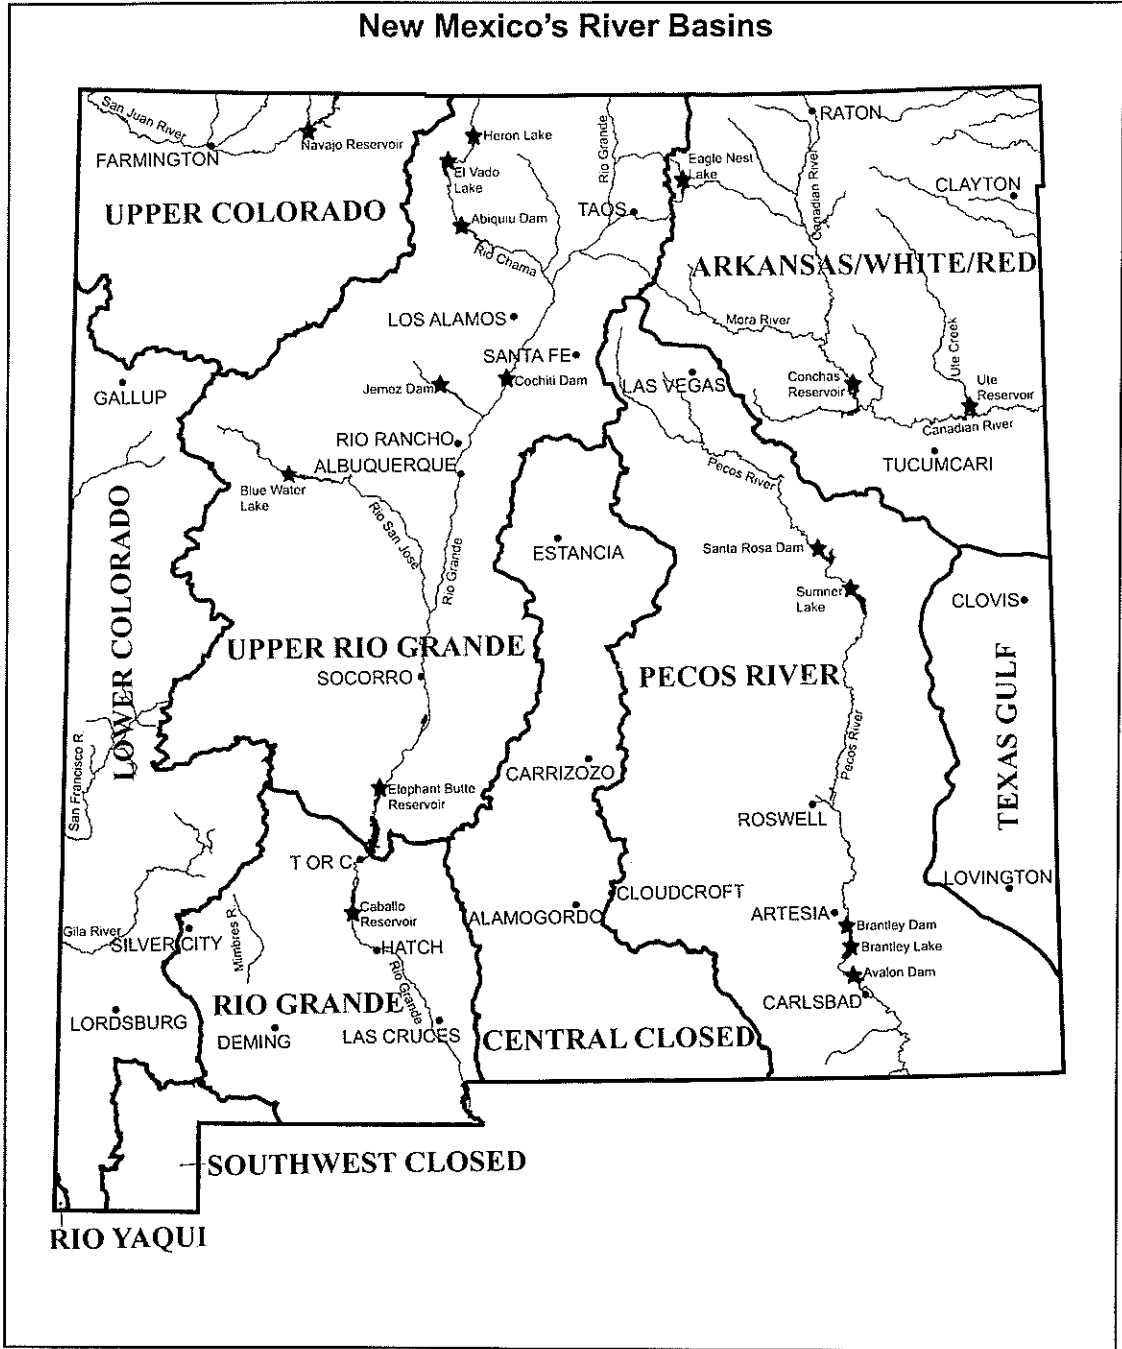 New Mexico's River Basins
San Juan River
FARMINGTON
Navajo Reservoir
Heron Lake
El Vado
Lake
Abiquiu Dam
Rio Chama
Rio Grande
TAOS
Eagle Nest
Lake
RATON
Canadian River
CLAYTON
UPPER COLORADO
ARKANSAS/WHITE/RED
LOS ALAMOS
SANTA FE
Mora River
Ute Creek
GALLUP
Jemez Dam
Cochiti Dam
LAS VEGAS
Conchas
Reservoir
Ute
Reservoir
Canadian River
RIO RANCHO
ALBUQUERQUE
TUCUMCARI
Pecos River
Blue Water
Lake
Rio San José
Rio Grande
ESTANCIA
Santa Rosa Dam
Sumner
Lake
CLOVIS
LOWER COLORADO
UPPER RIO GRANDE
SOCORRO
PECOS RIVER
TEXAS GULF
Pecos River
San Francisco R.
CARRIZOZO
Elephant Butte
Reservoir
ROSWELL
T OR C
Caballo
Reservoir
CLOUDCROFT
ALAMOGORDO
LOVINGTON
ARTESIA
Brantley Dam
Brantley Lake
Avalon Dam
CARLSBAD
Gila River
SILVER CITY
Mimbres R.
HATCH
Rio Grande
RIO GRANDE
LORDSBURG
DEMING
LAS CRUCES
CENTRAL CLOSED
SOUTHWEST CLOSED
RIO YAQUI